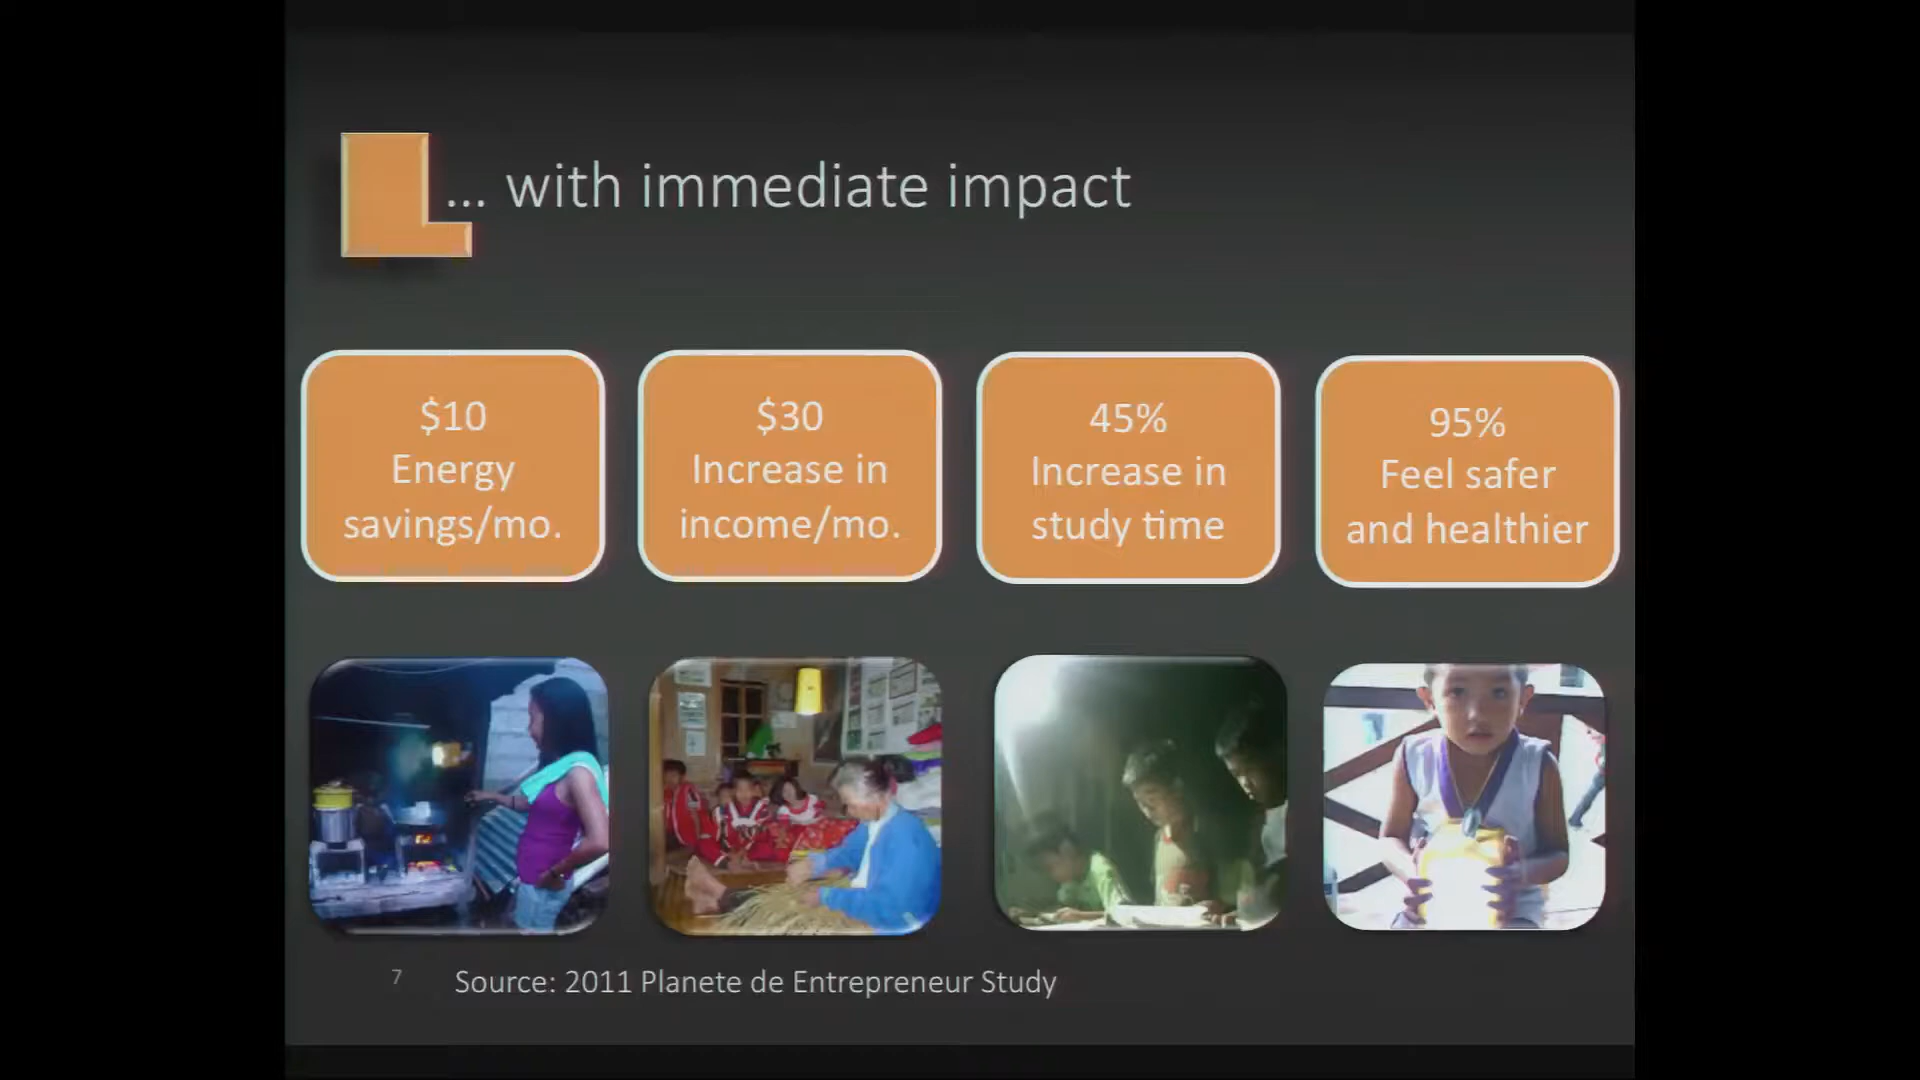 ... with immediate impact
$10
Energy
savings/mo.
$30
Increase in
income/mo.
45%
Increase in
study time
95%
Feel safer
and healthier
7
Source: 2011 Planete de Entrepreneur Study